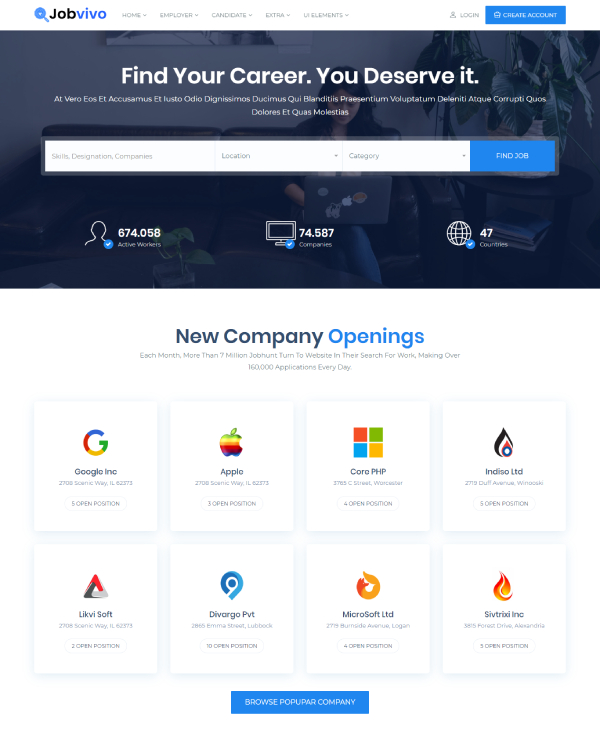 Jobvivo
HOME EMPLOYER CANDIDATE EXTRA UI ELEMENTS LOGIN CREATE ACCOUNT
Find Your Career. You Deserve it.
At Vero Eos Et Accusamus Et Iusto Odio Dignissimos Ducimus Qui Blanditiis Praesentium Voluptatum Deleniti Atque Corrupti Quos
Dolores Et Quas Molestias
Skills, Designation, Companies Location Category FIND JOB
674.058 74.587 47
Active Workers Companies Countries
New Company Openings
Each Month, More Than 7 Million Jobhunt Turn To Website In Their Search For Work, Making Over
160,000 Applications Every Day.
Google Inc Apple Core PHP Indiso Ltd
2708 Scenic Way, IL 62373 2708 Scenic Way, IL 62373 3765 C Street, Worcester 2719 Duff Avenue, Winooski
5 OPEN POSITION 3 OPEN POSITION 4 OPEN POSITION 5 OPEN POSITION
Likvi Soft Divargo Pvt MicroSoft Ltd Sivtrixi Inc
2708 Scenic Way, IL 62373 2865 Emma Street, Lubbock 2719 Burnside Avenue, Logan 3815 Forest Drive, Alexandria
2 OPEN POSITION 10 OPEN POSITION 4 OPEN POSITION 5 OPEN POSITION
BROWSE POPUPAR COMPANY